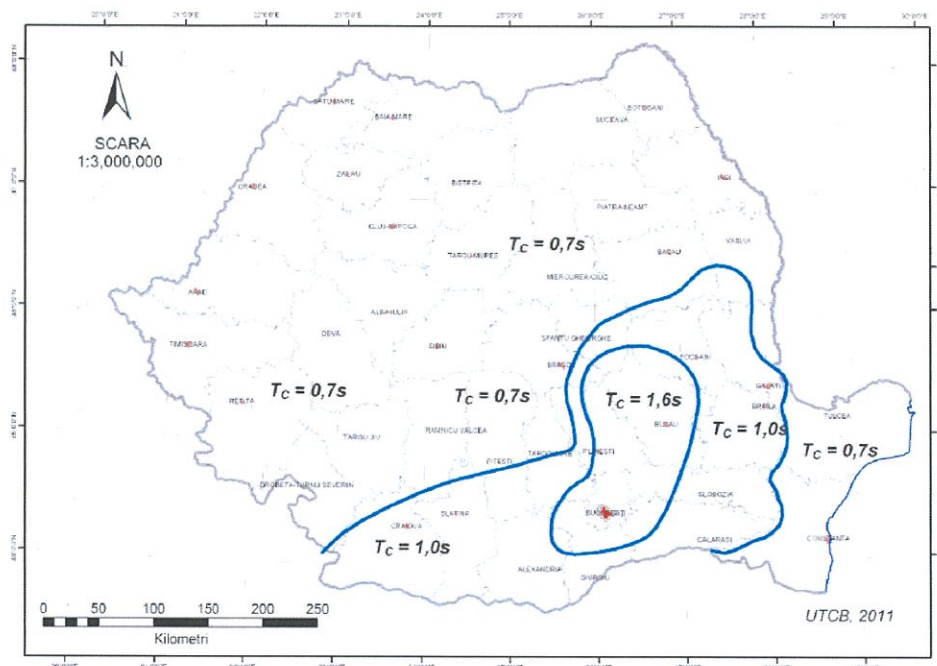 N
SCARA
1:3,000,000
SATU MARE
BAIA MARE
BOTOSANI
SUCEAVA
ZALAU
BISTRITA
ORADEA
IASI
PIATRA NEAMT
CLUJ-NAPOCA
TC = 0,7s
BACAU
VASLUI
TARGU-MURES
MIERCUREA-CIUC
ARAD
ALBA IULIA
DEVA
SIBIU
TIMISOARA
SFANTU GHEORGHE
FOCSANI
BRASOV
TC = 0,7s
TC = 0,7s
TC = 1,6s
GALATI
RESITA
BRAILA
TULCEA
BUZAU
TC = 1,0s
TARGU JIU
RAMNICU VALCEA
TC = 0,7s
PITESTI
TARGOVISTE
PLOIESTI
DROBETA-TURNU SEVERIN
SLOBOZIA
SLATINA
BUCURESTI
CRAIOVA
TC = 1,0s
CALARASI
CONSTANTA
ALEXANDRIA
GIURGIU
0 50 100 150 200 250
Kilometri
UTCB, 2011